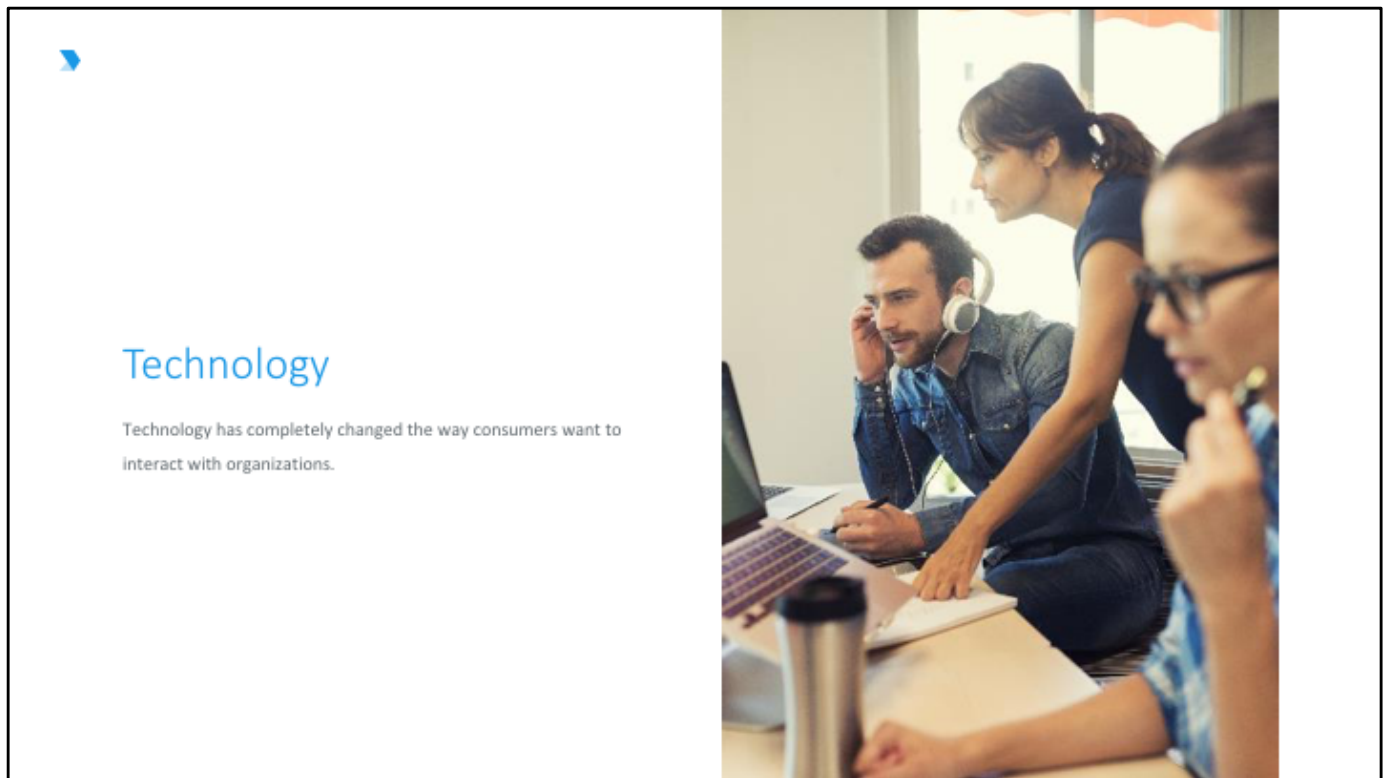 Technology
Technology has completely changed the way consumers want to
interact with organizations.